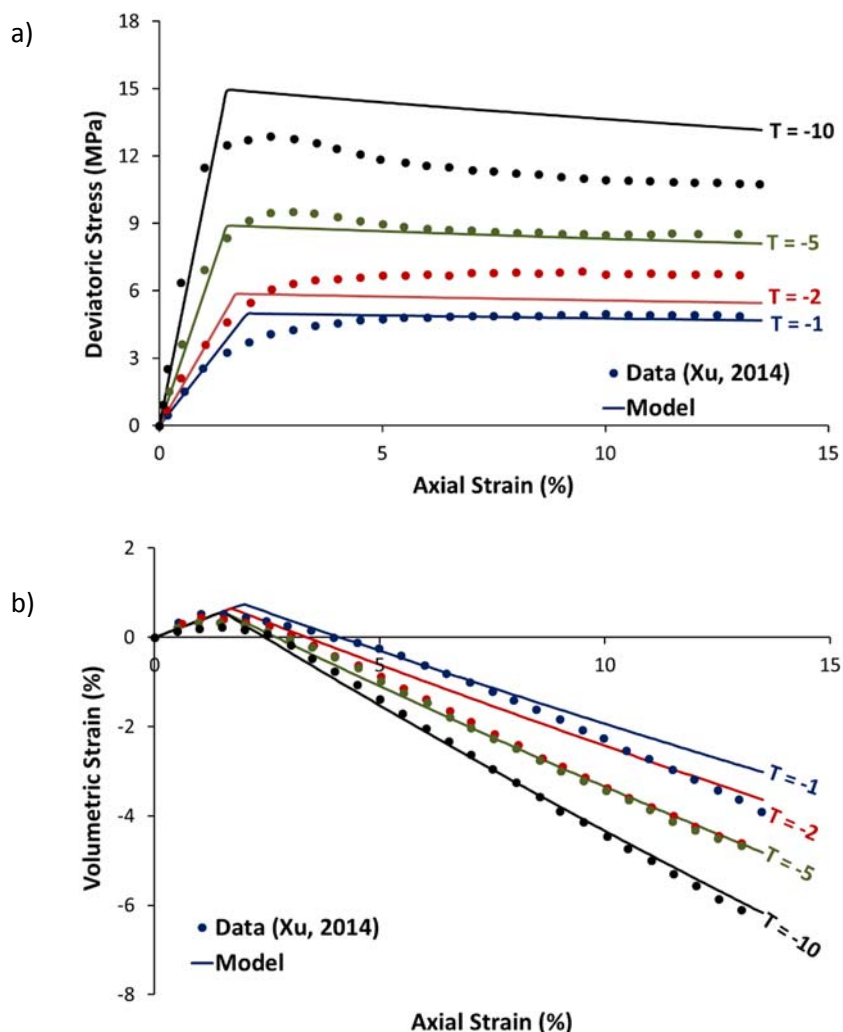 a)
18
15
12
9
6
3
0
Deviatoric Stress (MPa)
T = -10
T = -5
T = -2
T = -1
Data (Xu, 2014)
Model
0 5 10 15
Axial Strain (%)
b)
2
0
-2
-4
-6
-8
Volumetric Strain (%)
0 5 10 15
T = -1
T = -2
T = -5
T = -10
Data (Xu, 2014)
Model
Axial Strain (%)